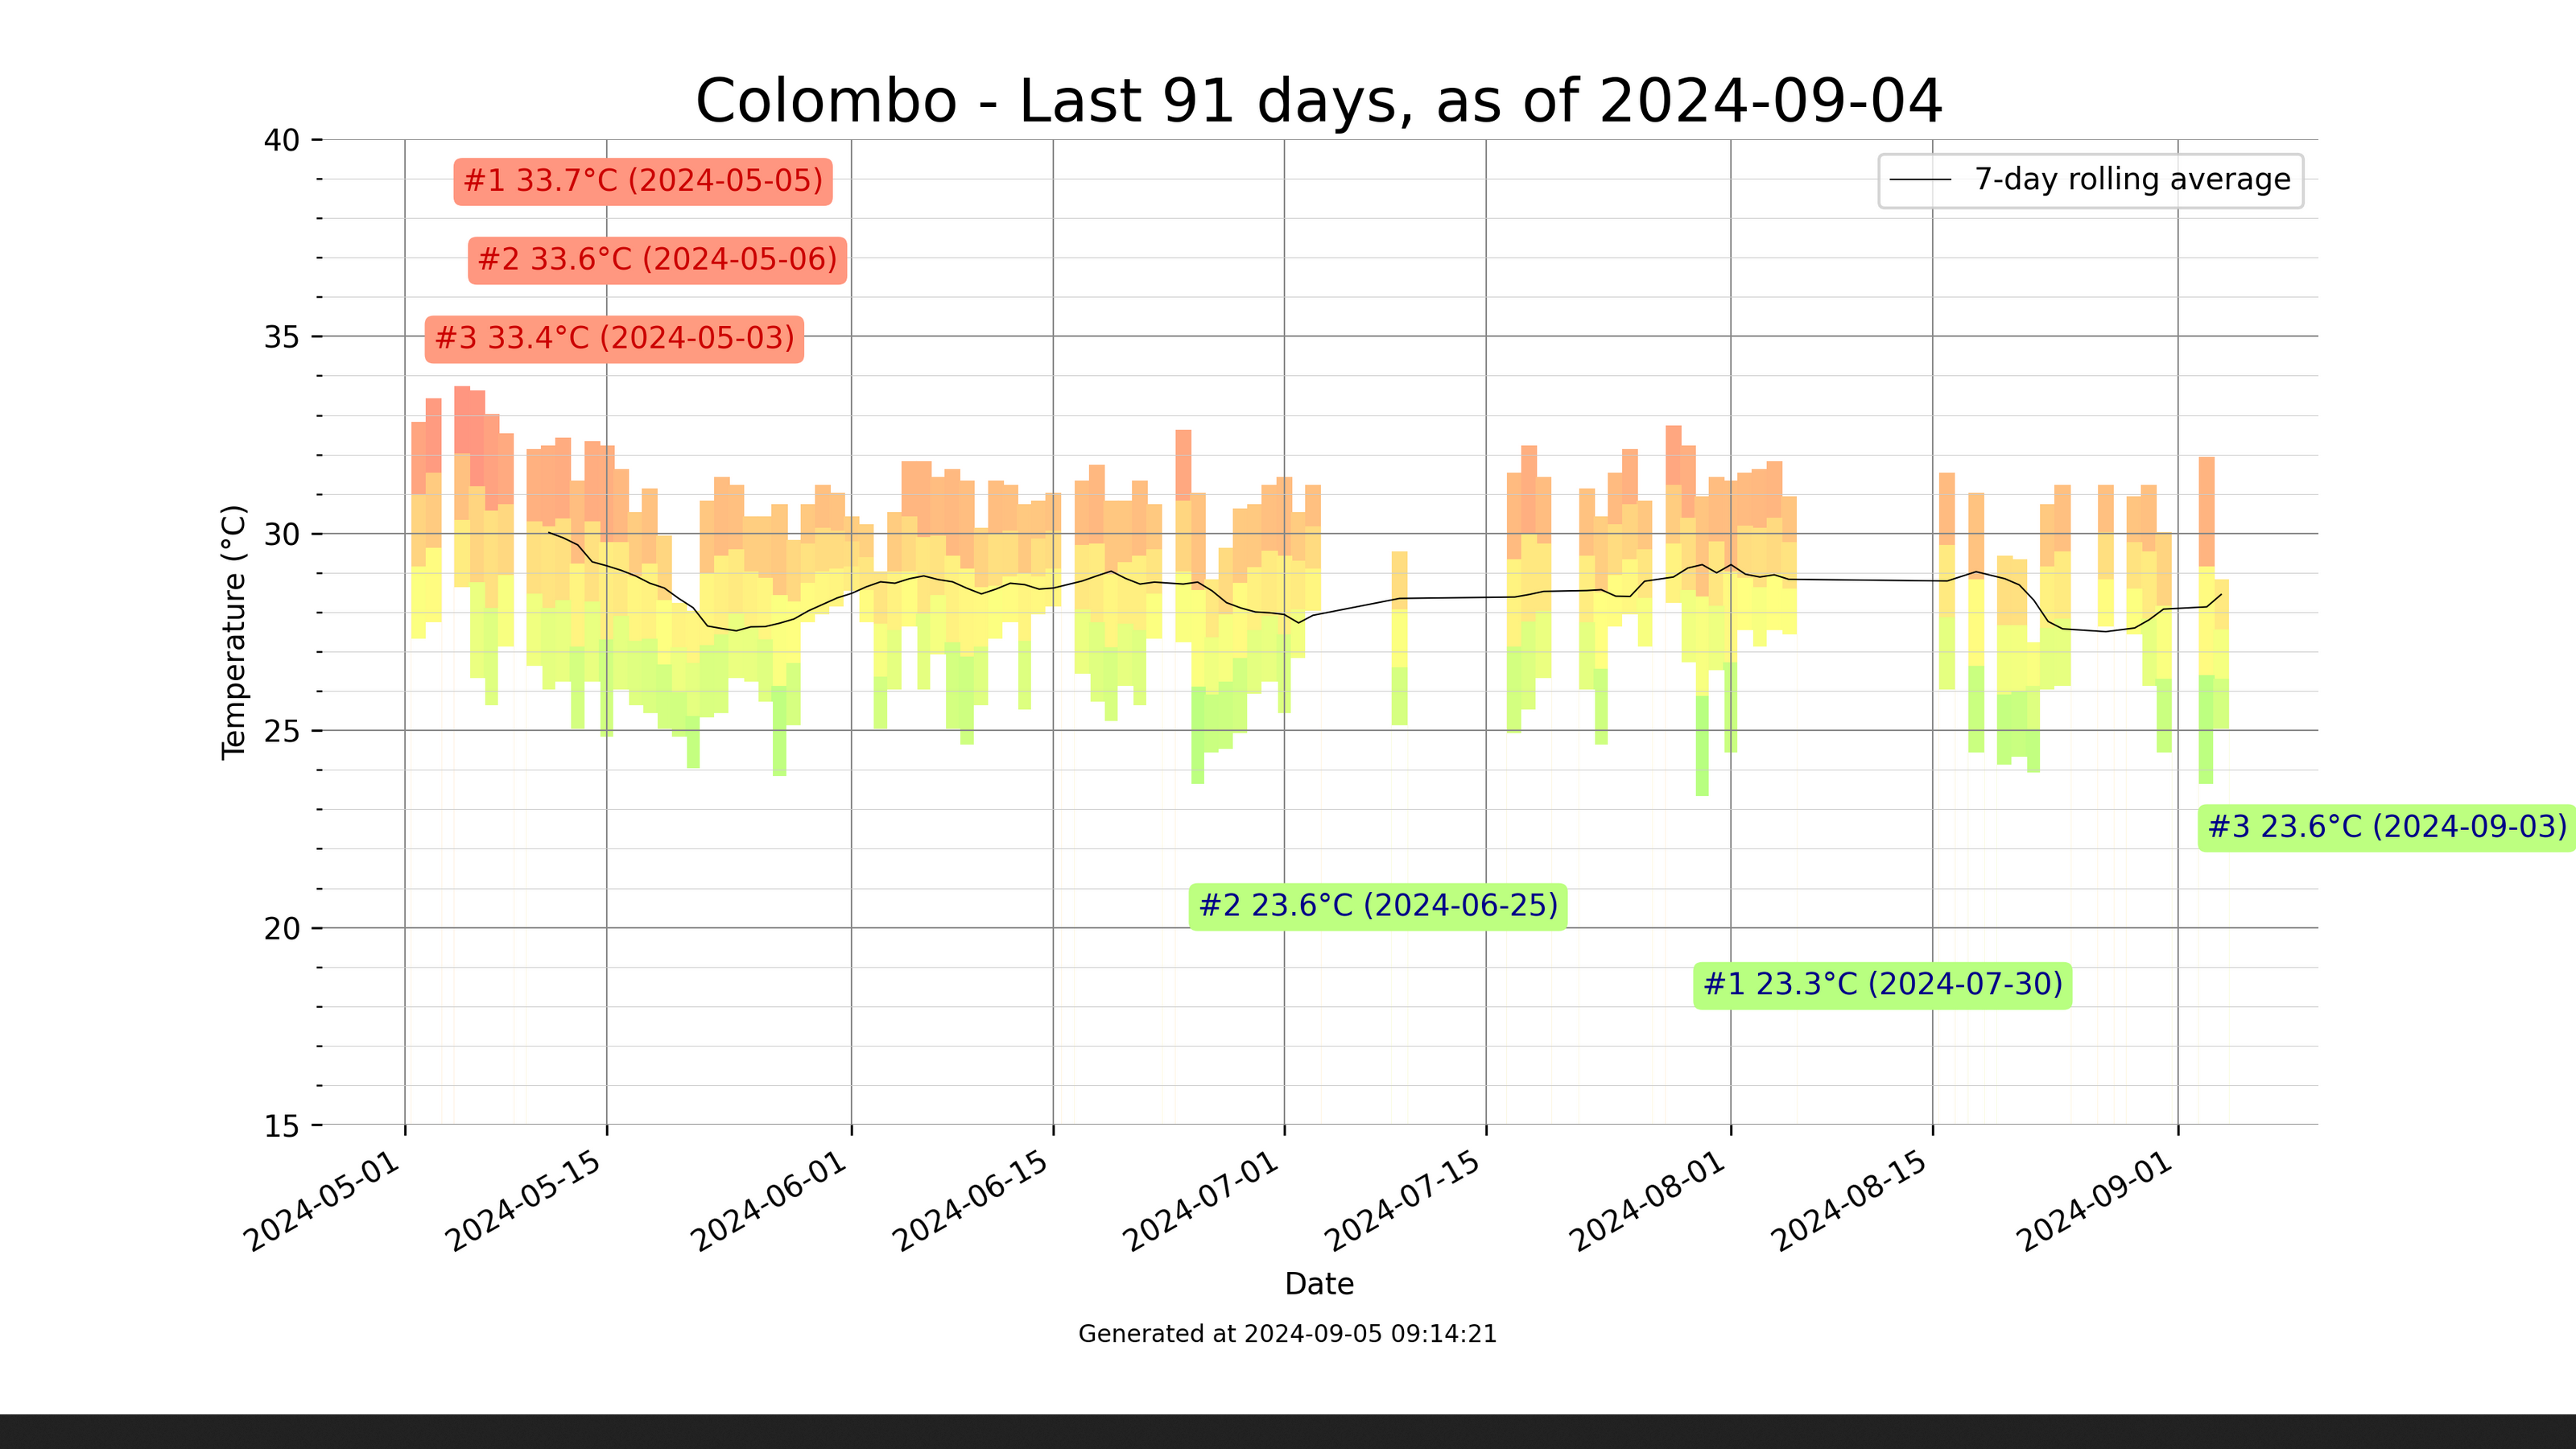 Colombo - Last 91 days, as of 2024-09-04
40
#1 33.7°C (2024-05-05)
7-day rolling average
#2 33.6°C (2024-05-06)
#3 33.4°C (2024-05-03)
35
30
Temperature (°C)
25
#3 23.6°C (2024-09-03)
#2 23.6°C (2024-06-25)
20
#1 23.3°C (2024-07-30)
15
2024-05-01
2024-05-15
2024-06-01
2024-06-15
2024-07-01
2024-07-15
2024-08-01
2024-08-15
2024-09-01
Date
Generated at 2024-09-05 09:14:21